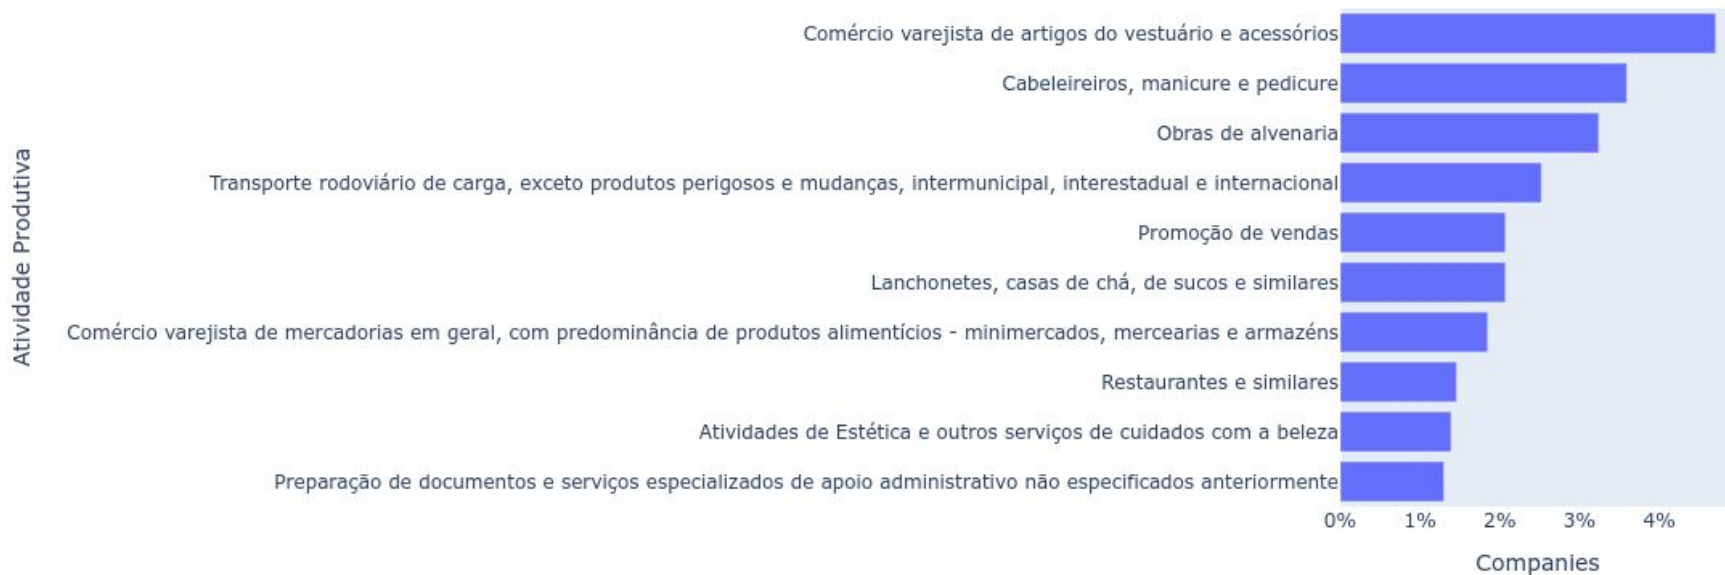 Atividade Produtiva
Comércio varejista de artigos do vestuário e acessórios
Cabeleireiros, manicure e pedicure
Obras de alvenaria
Transporte rodoviário de carga, exceto produtos perigosos e mudanças, intermunicipal, interestadual e internacional
Promoção de vendas
Lanchonetes, casas de chá, de sucos e similares
Comércio varejista de mercadorias em geral, com predominância de produtos alimentícios - minimercados, mercearias e armazéns
Restaurantes e similares
Atividades de Estética e outros serviços de cuidados com a beleza
Preparação de documentos e serviços especializados de apoio administrativo não especificados anteriormente
0% 1% 2% 3% 4%
Companies